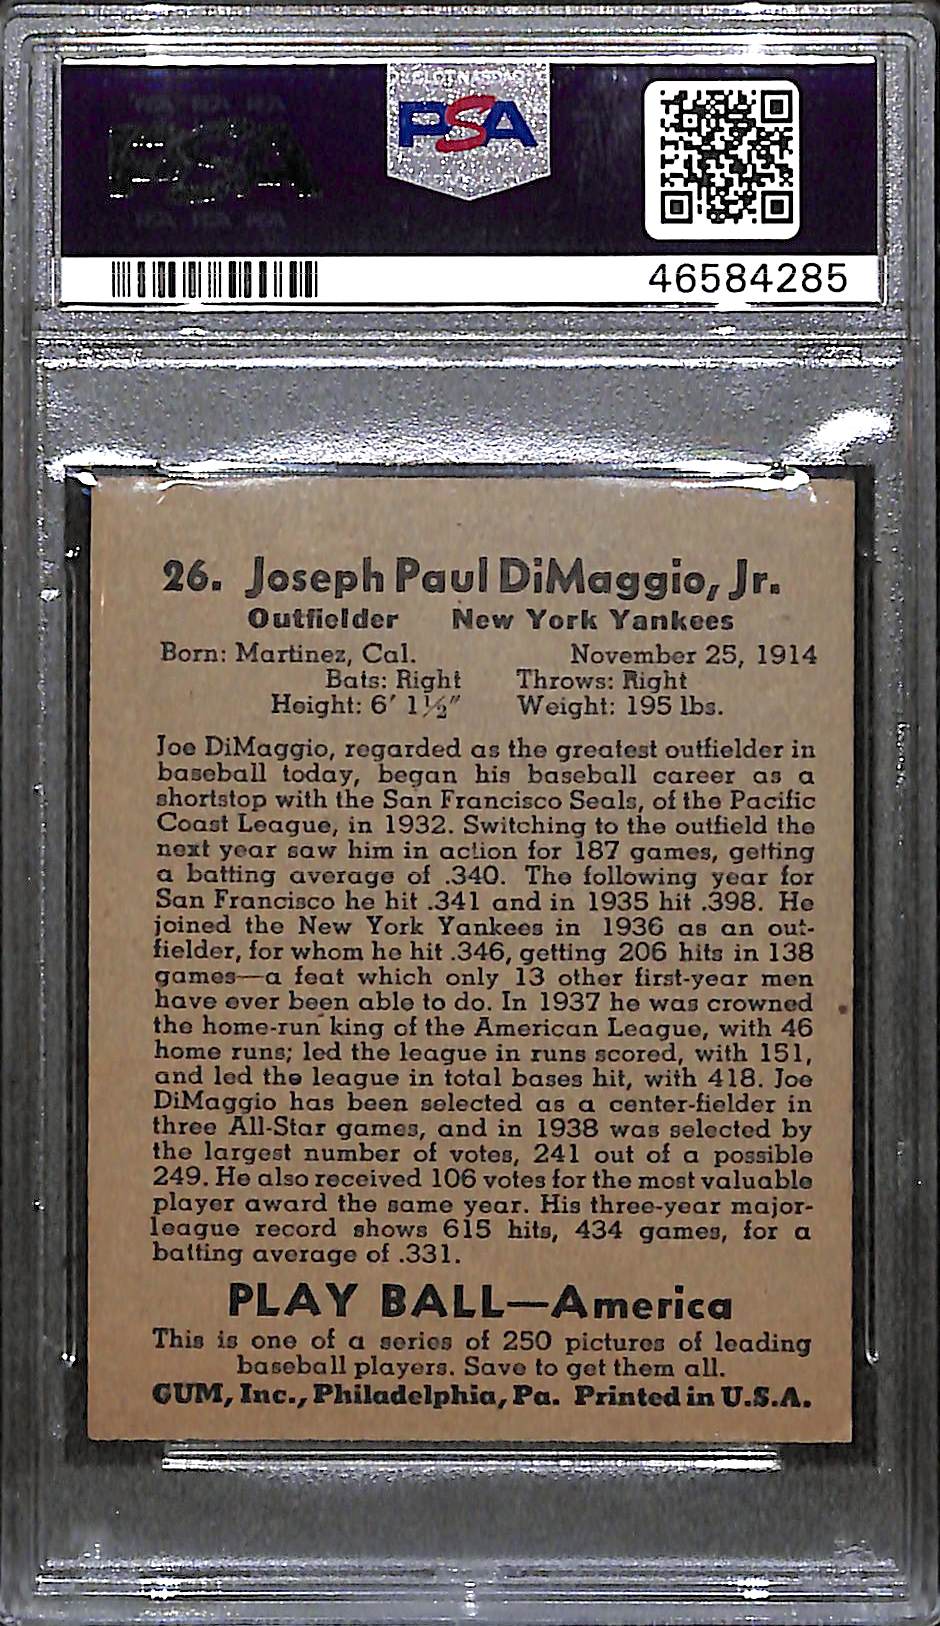 PSA
46584285
26. Joseph Paul DiMaggio, Jr.
Outfielder New York Yankees
Born: Martinez, Cal. November 25, 1914
Bats: Right Throws: Right
Height: 6′ 1½″ Weight: 195 lbs.
Joe DiMaggio, regarded as the greatest outfielder in
baseball today, began his baseball career as a
shortstop with the San Francisco Seals, of the Pacific
Coast League, in 1932. Switching to the outfield the
next year saw him in action for 187 games, getting
a batting average of .340. The following year for
San Francisco he hit .341 and in 1935 hit .398. He
joined the New York Yankees in 1936 as an out-
fielder, for whom he hit .346, getting 206 hits in 138
games—a feat which only 13 other first-year men
have ever been able to do. In 1937 he was crowned
the home-run king of the American League, with 46
home runs; led the league in runs scored, with 151,
and led the league in total bases hit, with 418. Joe
DiMaggio has been selected as a center-fielder in
three All-Star games, and in 1938 was selected by
the largest number of votes, 241 out of a possible
249. He also received 106 votes for the most valuable
player award the same year. His three-year major-
league record shows 615 hits, 434 games, for a
batting average of .331.
PLAY BALL—America
This is one of a series of 250 pictures of leading
baseball players. Save to get them all.
GUM, Inc., Philadelphia, Pa. Printed in U.S.A.